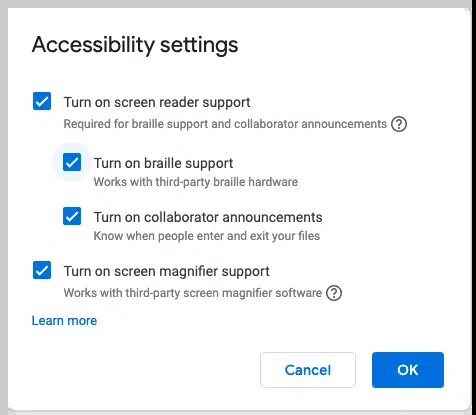 Accessibility settings
Turn on screen reader support
Required for braille support and collaborator announcements ?
Turn on braille support
Works with third-party braille hardware
Turn on collaborator announcements
Know when people enter and exit your files
Turn on screen magnifier support
Works with third-party screen magnifier software ?
Learn more
Cancel OK